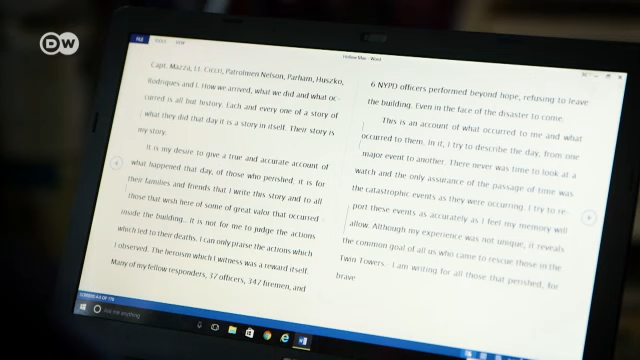 DW
FILE TOOLS VIEW
Hollow Man - Word
Capt. Mazza, Lt. Cicco, Patrolmen Nelson, Parham, Huszko,
Rodriques and I. How we arrived, what we did and what oc-
curred is all but history. Each and every one of a story of
what they did that day it is a story in itself. Their story is
my story.
It is my desire to give a true and accurate account of
what happened that day, of those who perished; it is for
their families and friends that I write this story and to all
those that wish here of some of great valor that occurred
inside the building... It is not for me to judge the actions
which led to their deaths. I can only praise the actions which
I observed. The heroism which I witness was a reward itself.
Many of my fellow responders, 37 officers, 347 firemen, and
6 NYPD officers performed beyond hope, refusing to leave
the building. Even in the face of the disaster to come.
This is an account of what occurred to me and what
occurred to them. In it, I try to describe the day, from one
major event to another. There never was time to look at a
watch and the only assurance of the passage of time was
the catastrophic events as they were occurring. I try to re-
port these events as accurately as I feel my memory will
allow. Although my experience was not unique, it reveals
the common goal of all us who came to rescue those in the
Twin Towers.- I am writing for all those that perished, for
brave
Ask me anything